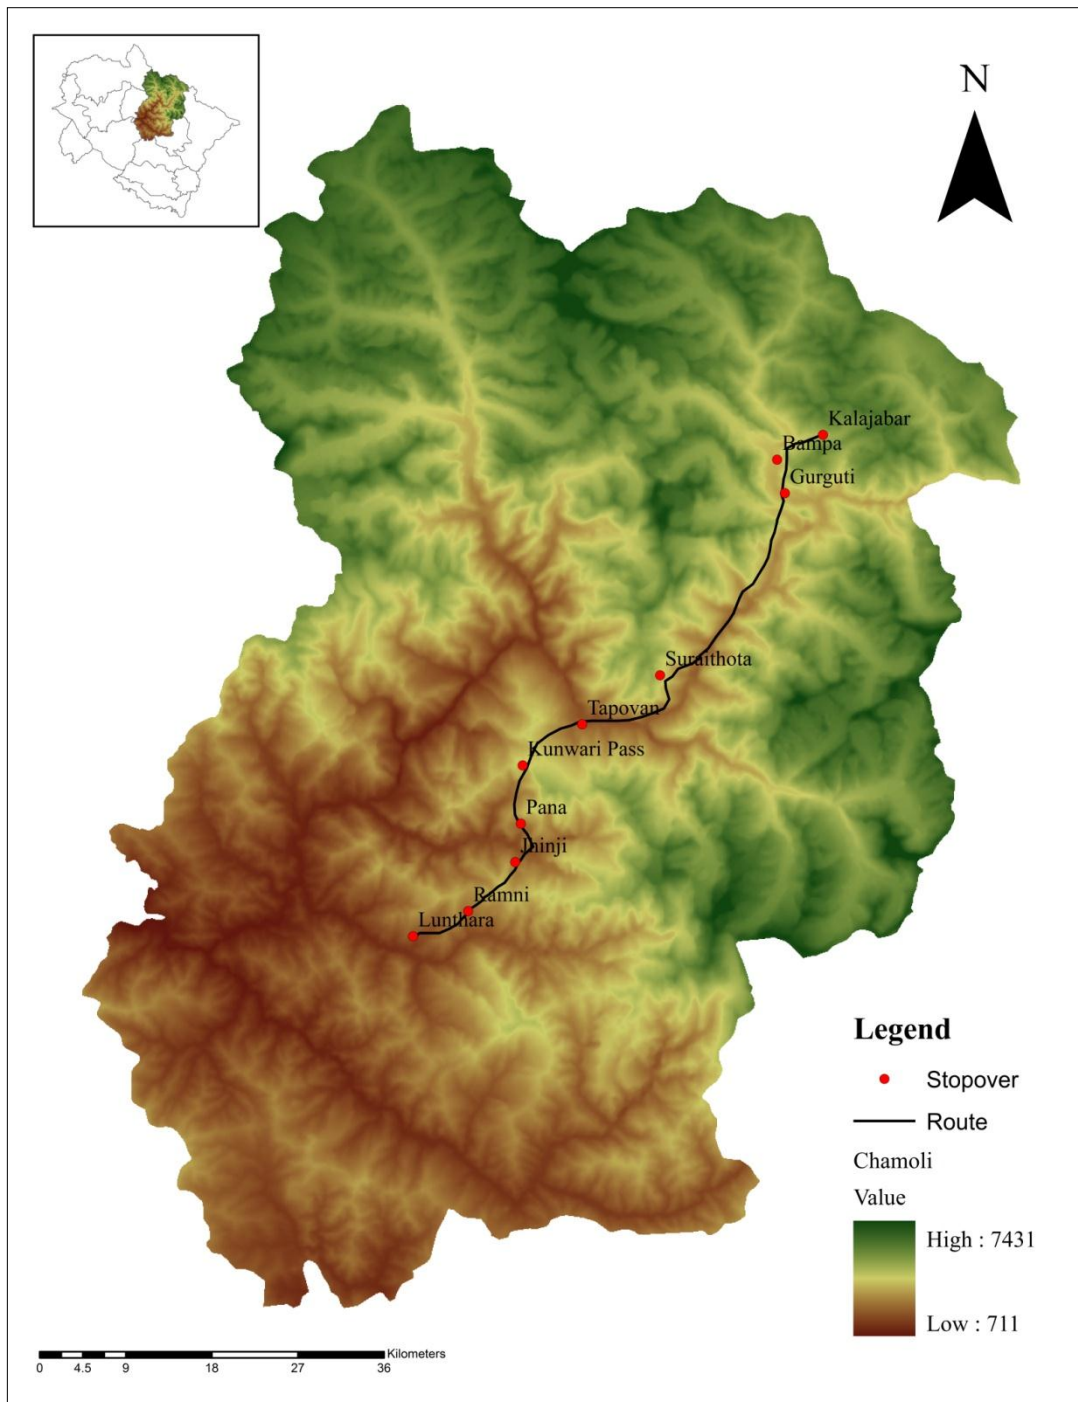 N
Kalajabar
Bampa
Gurguti
Suraithota
Tapovan
Kunwari Pass
Pana
Jhinji
Ramni
Lunthara
Legend
Stopover
Route
Chamoli
Value
High : 7431
Low : 711
Kilometers
0 4.5 9 18 27 36